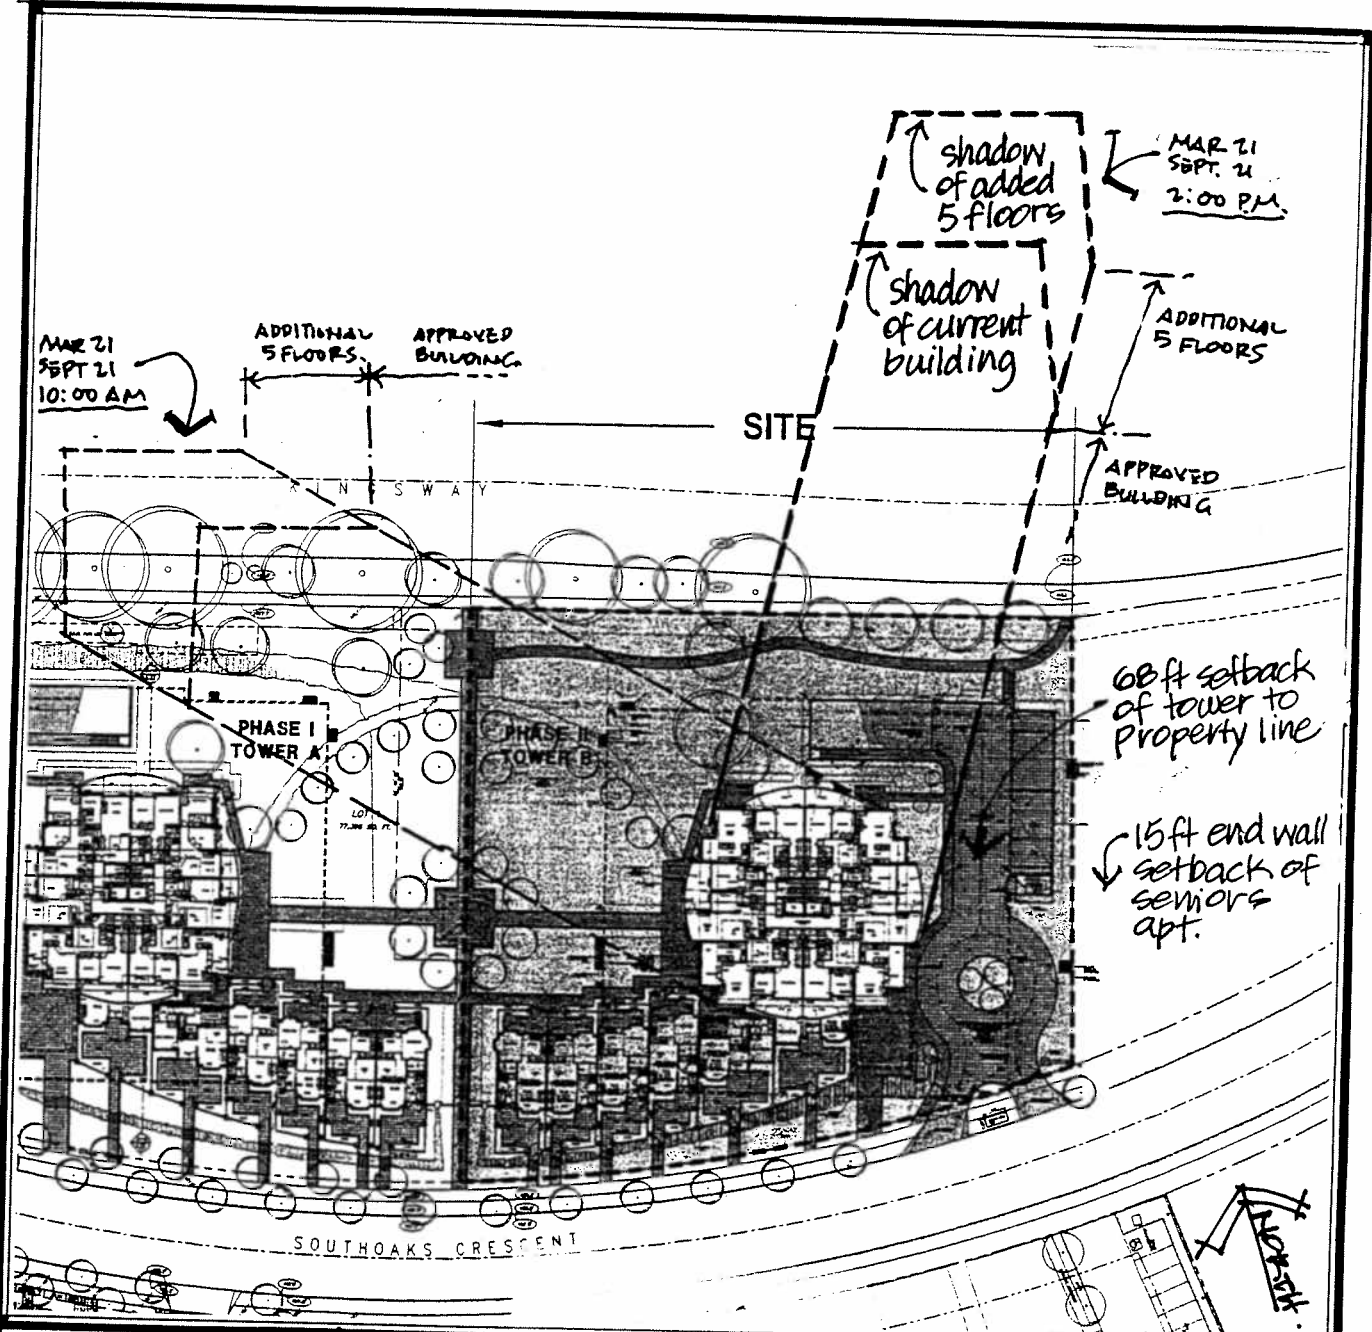 shadow
of added
5 floors
MAR 21
SEPT. 21
2:00 P.M.
shadow
of current
building
ADDITIONAL
5 FLOORS
MAR 21
SEPT 21
10:00 AM
ADDITIONAL
5 FLOORS.
APPROVED
BUILDING
SITE
APPROVED
BUILDING
KINGSWAY
68 ft setback
of tower to
Property line
PHASE I
TOWER A
PHASE II
TOWER B
LOT
15 ft end wall
setback of
seniors
apt.
SOUTHOAKS CRESCENT
NORTH.